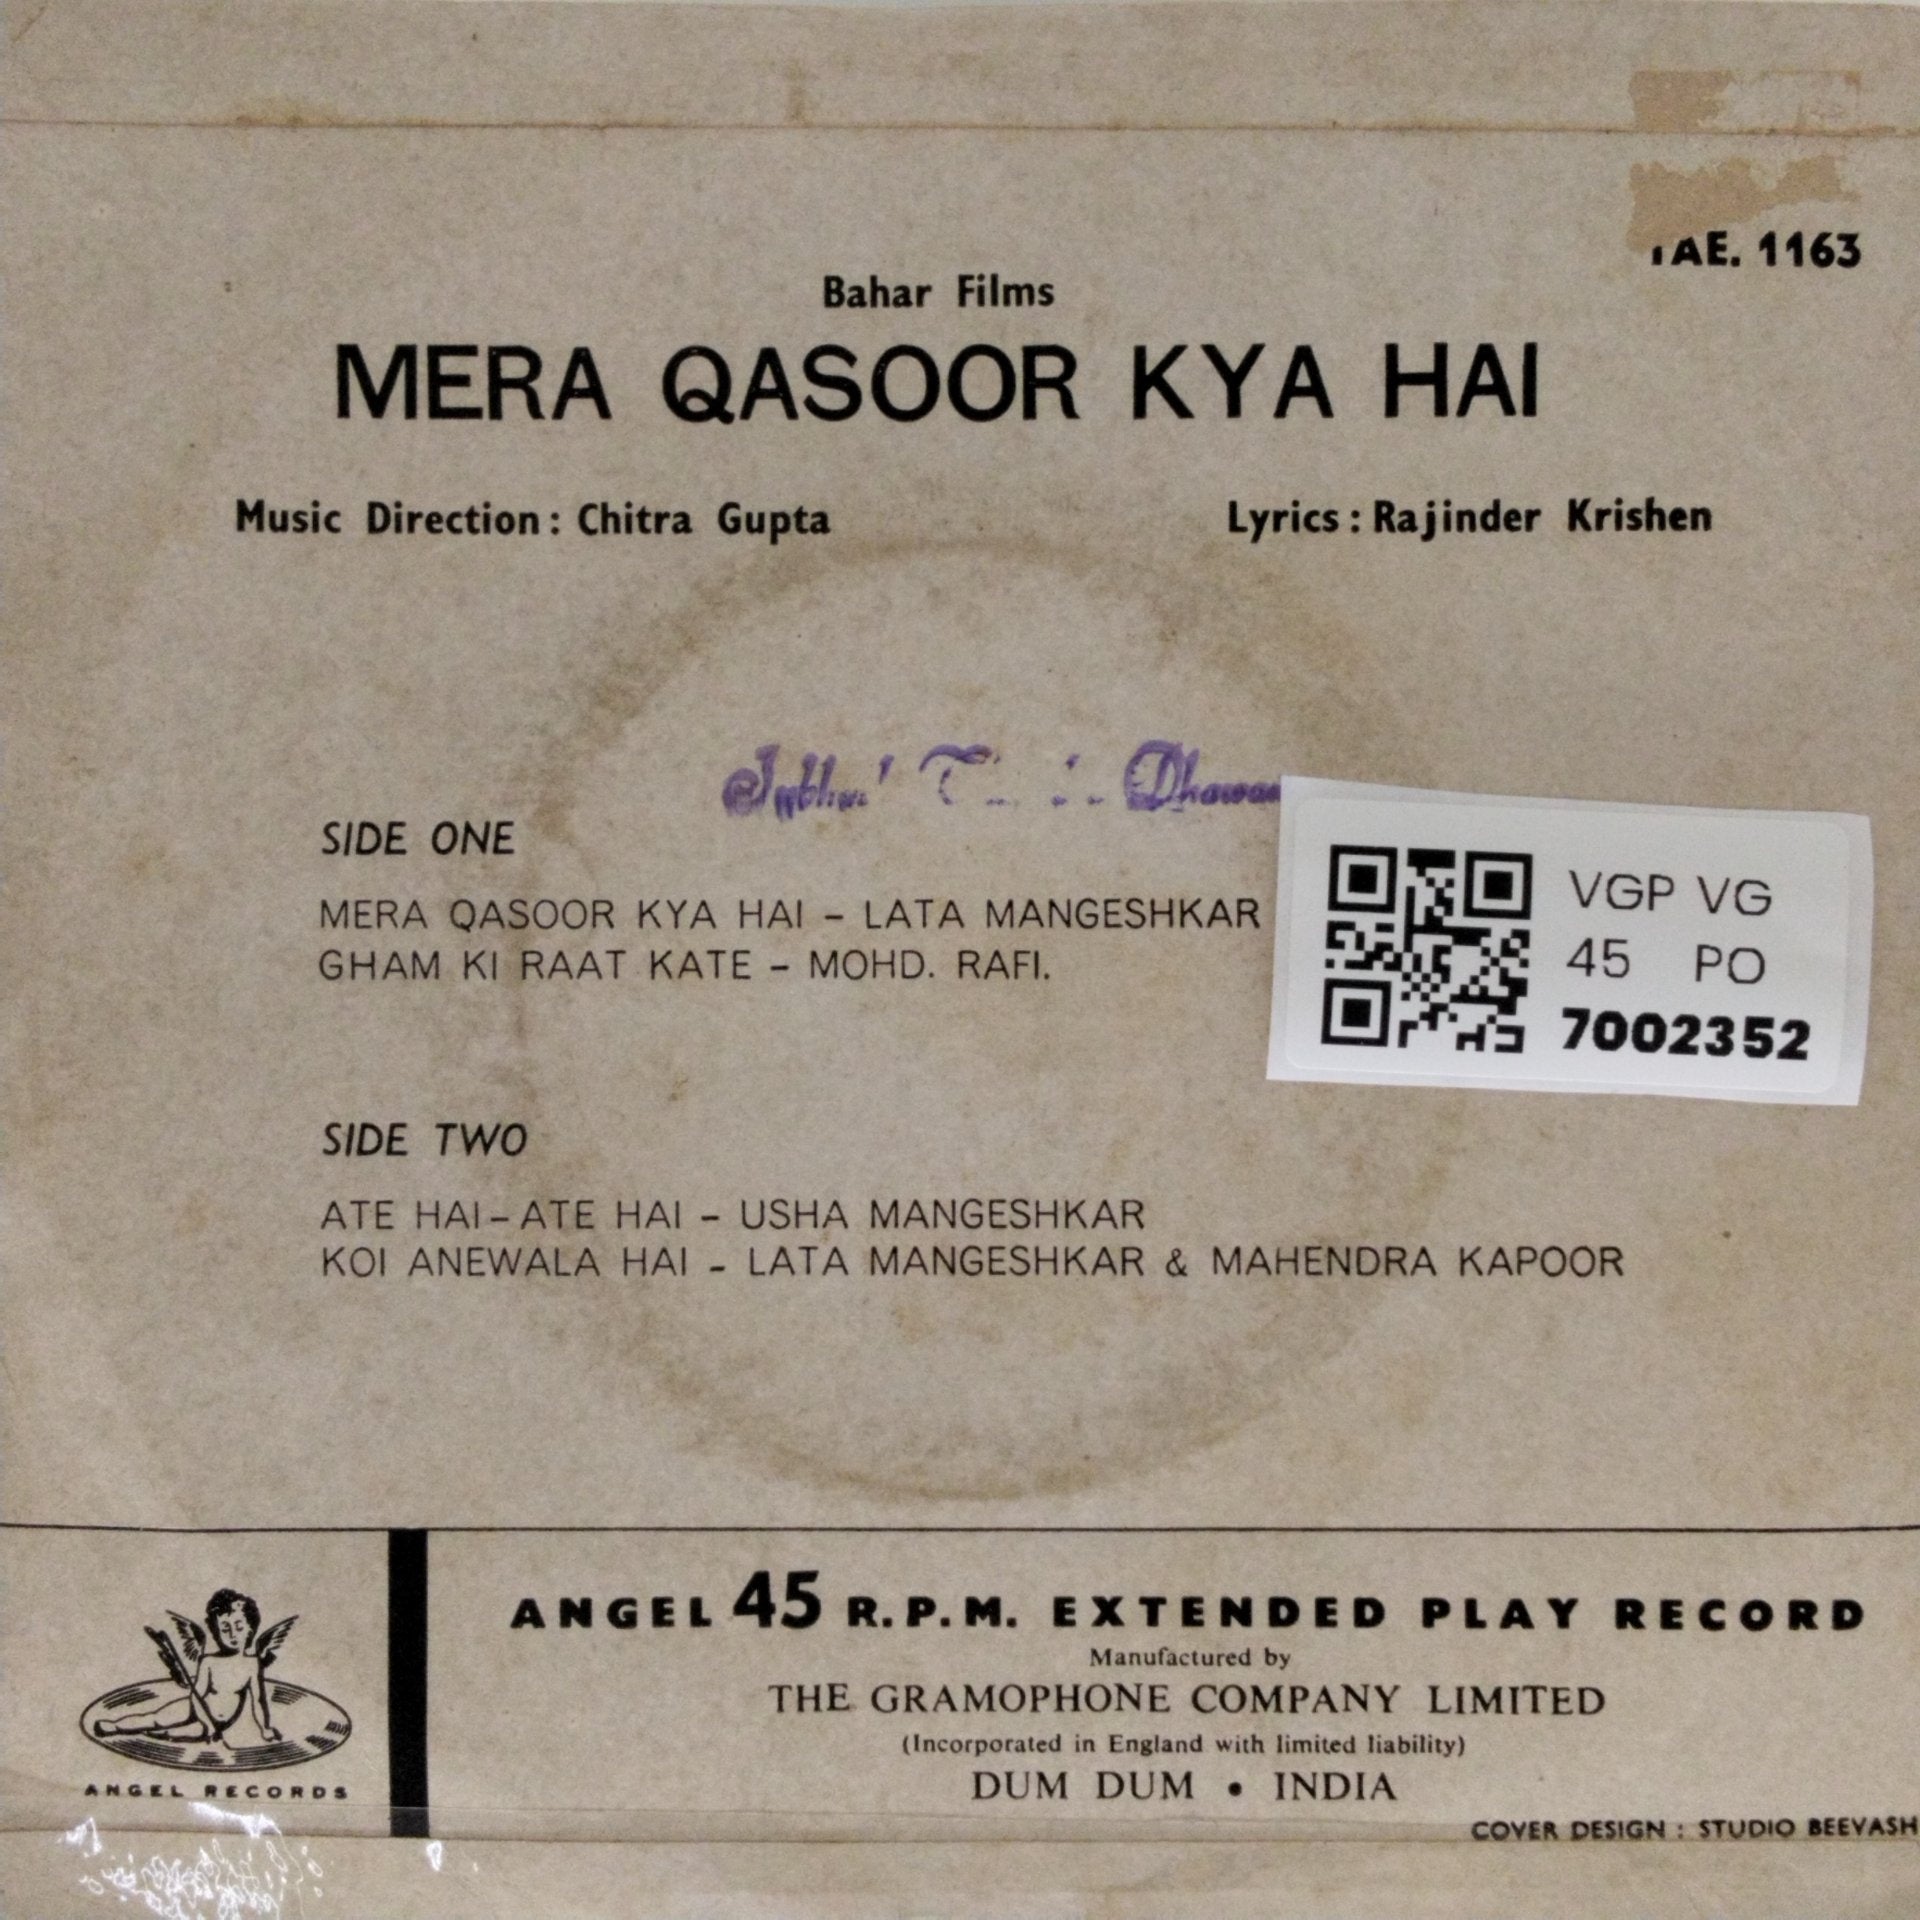 AE. 1163
Bahar Films
MERA QASOOR KYA HAI
Music Direction : Chitra Gupta
Lyrics : Rajinder Krishen
Dhawan
SIDE ONE
MERA QASOOR KYA HAI – LATA MANGESHKAR
GHAM KI RAAT KATE – MOHD. RAFI.
VGP VG
45 PO
7002352
SIDE TWO
ATE HAI – ATE HAI – USHA MANGESHKAR
KOI ANEWALA HAI – LATA MANGESHKAR & MAHENDRA KAPOOR
ANGEL RECORDS
ANGEL 45 R.P.M. EXTENDED PLAY RECORD
Manufactured by
THE GRAMOPHONE COMPANY LIMITED
(Incorporated in England with limited liability)
DUM DUM • INDIA
COVER DESIGN : STUDIO BEEVASH